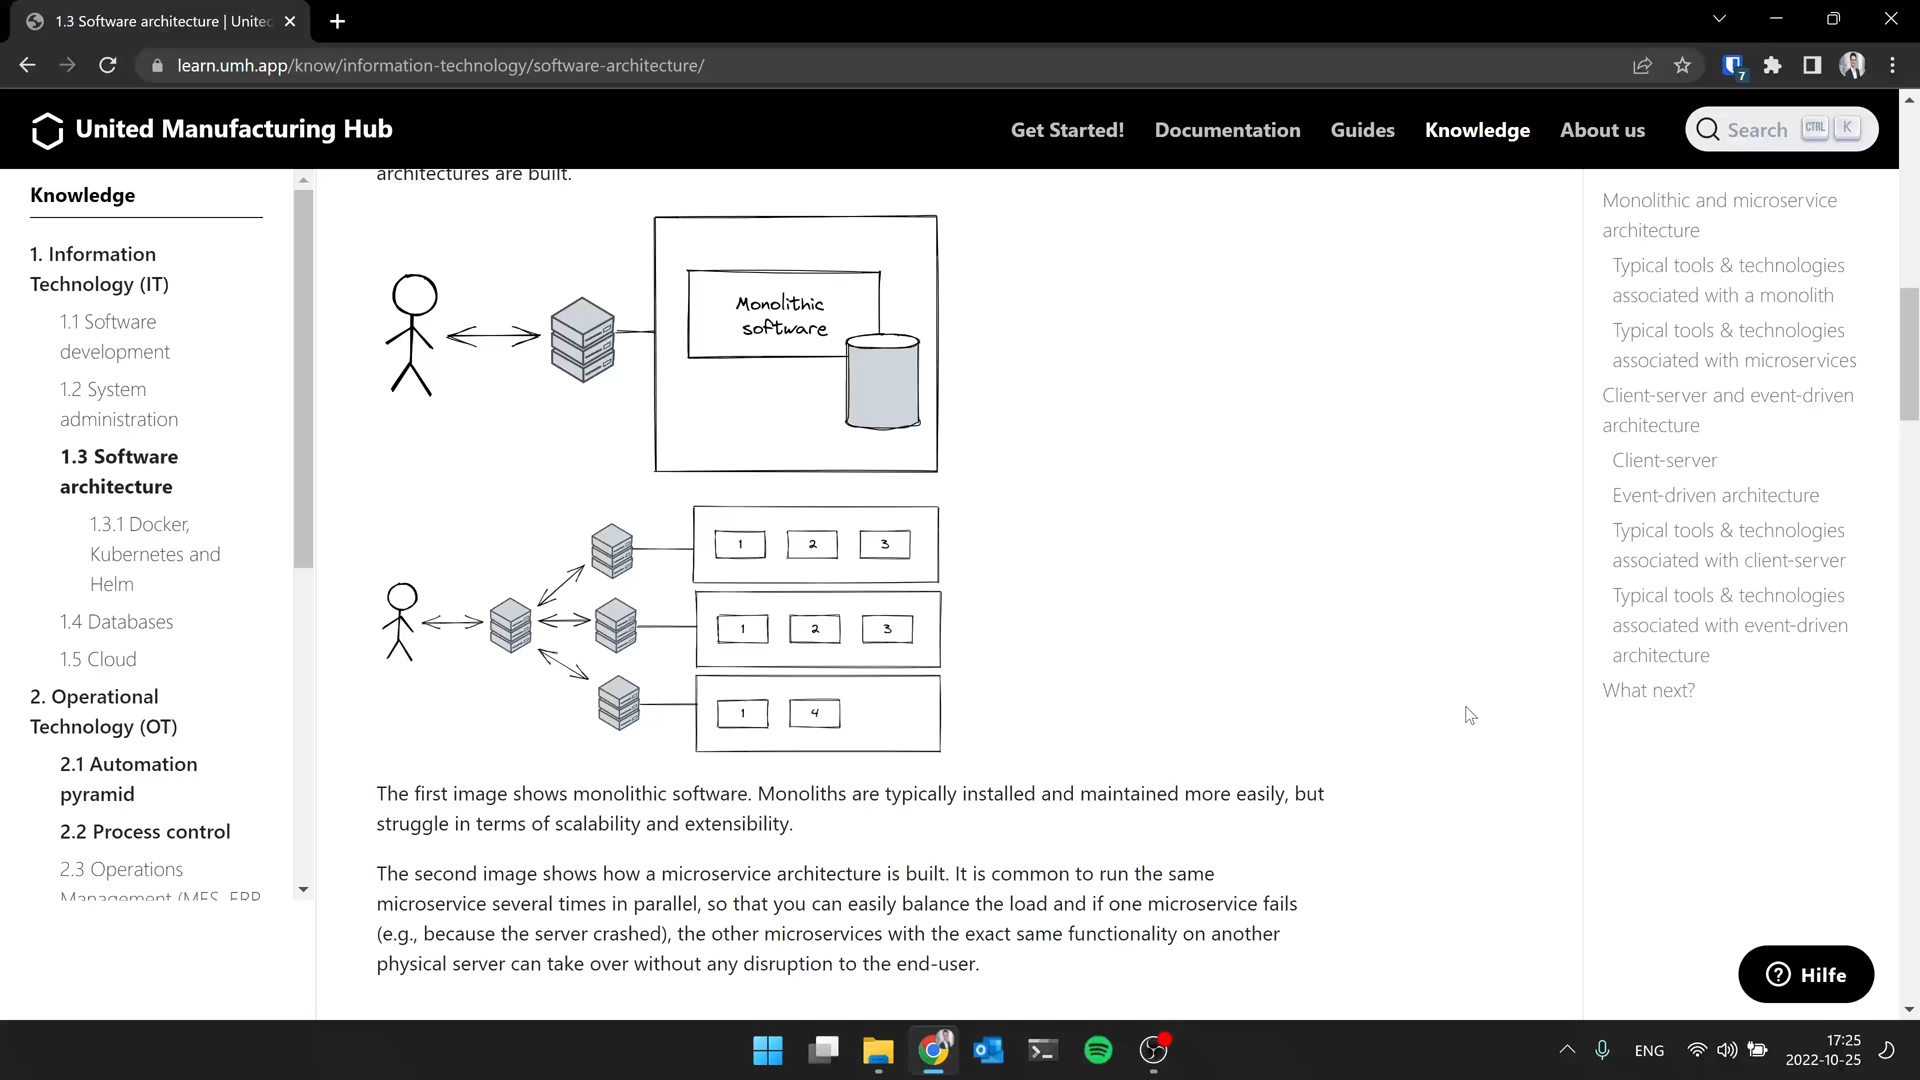 1.3 Software architecture | United
learn.umh.app/know/information-technology/software-architecture/
7
United Manufacturing Hub
Get Started!
Documentation
Guides
Knowledge
About us
Search
CTRL
K
Knowledge
1. Information
Technology (IT)
1.1 Software
development
1.2 System
administration
1.3 Software
architecture
1.3.1 Docker,
Kubernetes and
Helm
1.4 Databases
1.5 Cloud
2. Operational
Technology (OT)
2.1 Automation
pyramid
2.2 Process control
2.3 Operations
Management (MES, ERP
architectures are built.
Monolithic
software
1 2 3
1 2 3
1 4
The first image shows monolithic software. Monoliths are typically installed and maintained more easily, but
struggle in terms of scalability and extensibility.
The second image shows how a microservice architecture is built. It is common to run the same
microservice several times in parallel, so that you can easily balance the load and if one microservice fails
(e.g., because the server crashed), the other microservices with the exact same functionality on another
physical server can take over without any disruption to the end-user.
Monolithic and microservice
architecture
Typical tools & technologies
associated with a monolith
Typical tools & technologies
associated with microservices
Client-server and event-driven
architecture
Client-server
Event-driven architecture
Typical tools & technologies
associated with client-server
Typical tools & technologies
associated with event-driven
architecture
What next?
Hilfe
ENG
17:25
2022-10-25